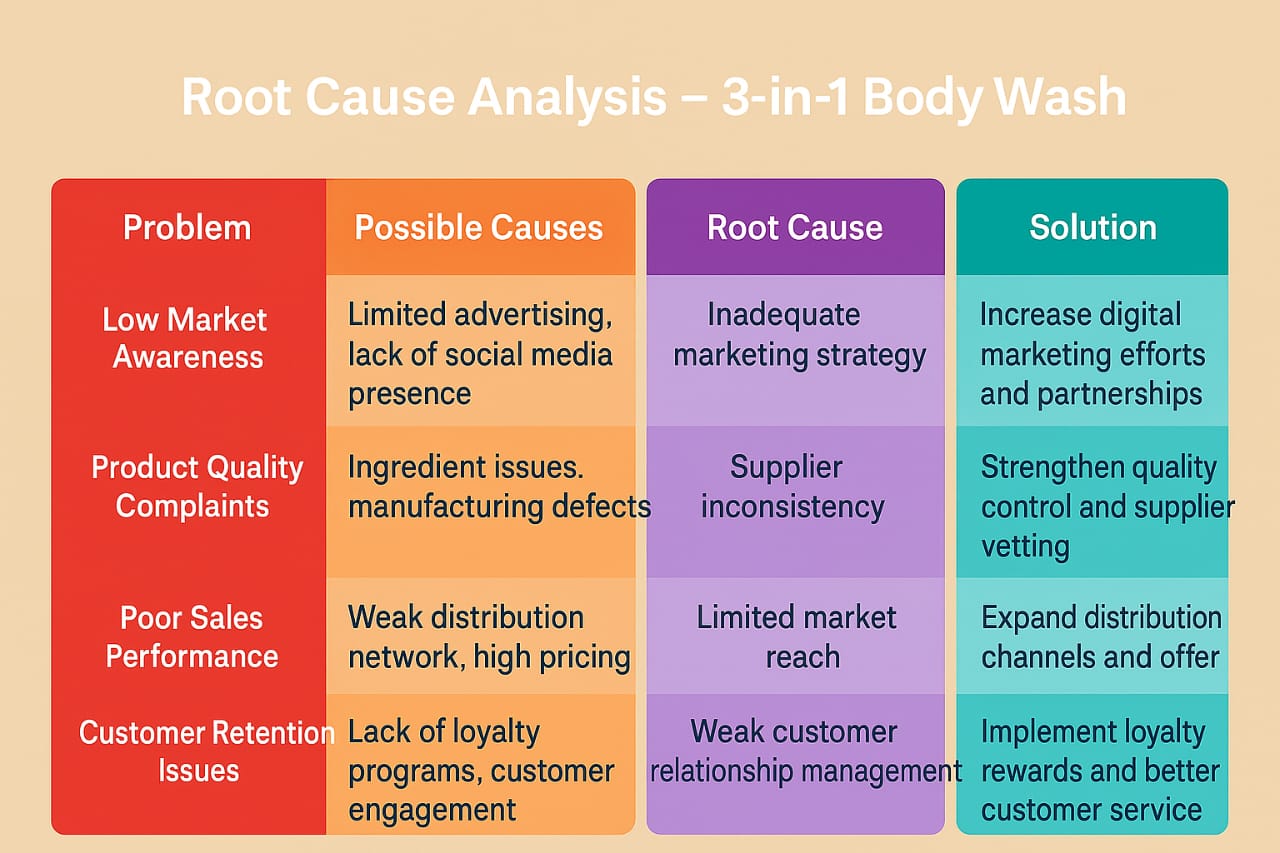 Root Cause Analysis – 3-in-1 Body Wash
Problem
Possible Causes
Root Cause
Solution
Low Market
Awareness
Limited advertising,
lack of social media
presence
Inadequate
marketing strategy
Increase digital
marketing efforts
and partnerships
Product Quality
Complaints
Ingredient issues.
manufacturing defects
Supplier
inconsistency
Strengthen quality
control and supplier
vetting
Poor Sales
Performance
Weak distribution
network, high pricing
Limited market
reach
Expand distribution
channels and offer
Customer Retention
Issues
Lack of loyalty
programs, customer
engagement
Weak customer
relationship management
Implement loyalty
rewards and better
customer service